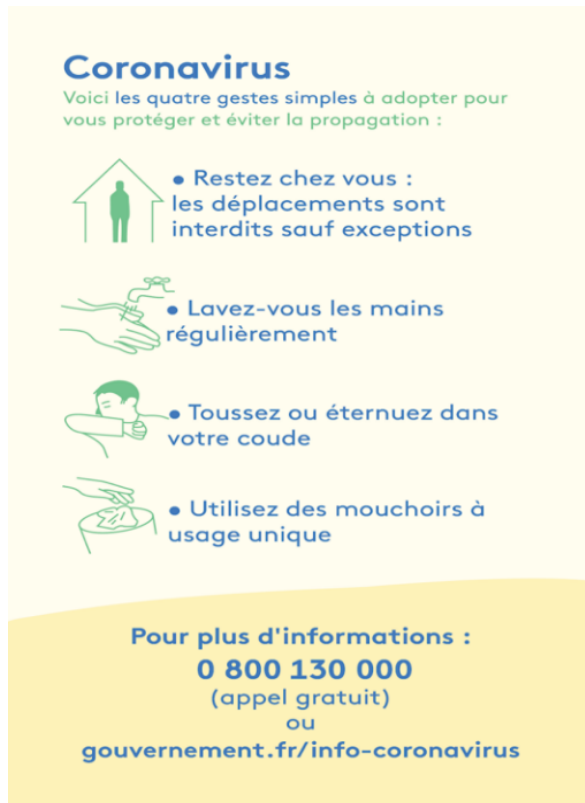 Coronavirus
Voici les quatre gestes simples à adopter pour
vous protéger et éviter la propagation :
• Restez chez vous :
les déplacements sont
interdits sauf exceptions
• Lavez-vous les mains
régulièrement
• Toussez ou éternuez dans
votre coude
• Utilisez des mouchoirs à
usage unique
Pour plus d'informations :
0 800 130 000
(appel gratuit)
ou
gouvernement.fr/info-coronavirus